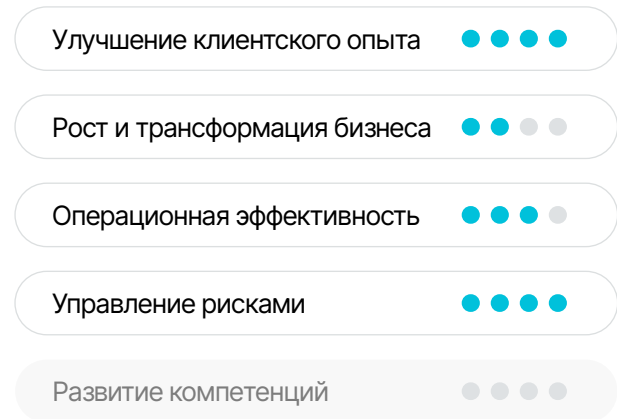 Улучшение клиентского опыта
Рост и трансформация бизнеса
Операционная эффективность
Управление рисками
Развитие компетенций